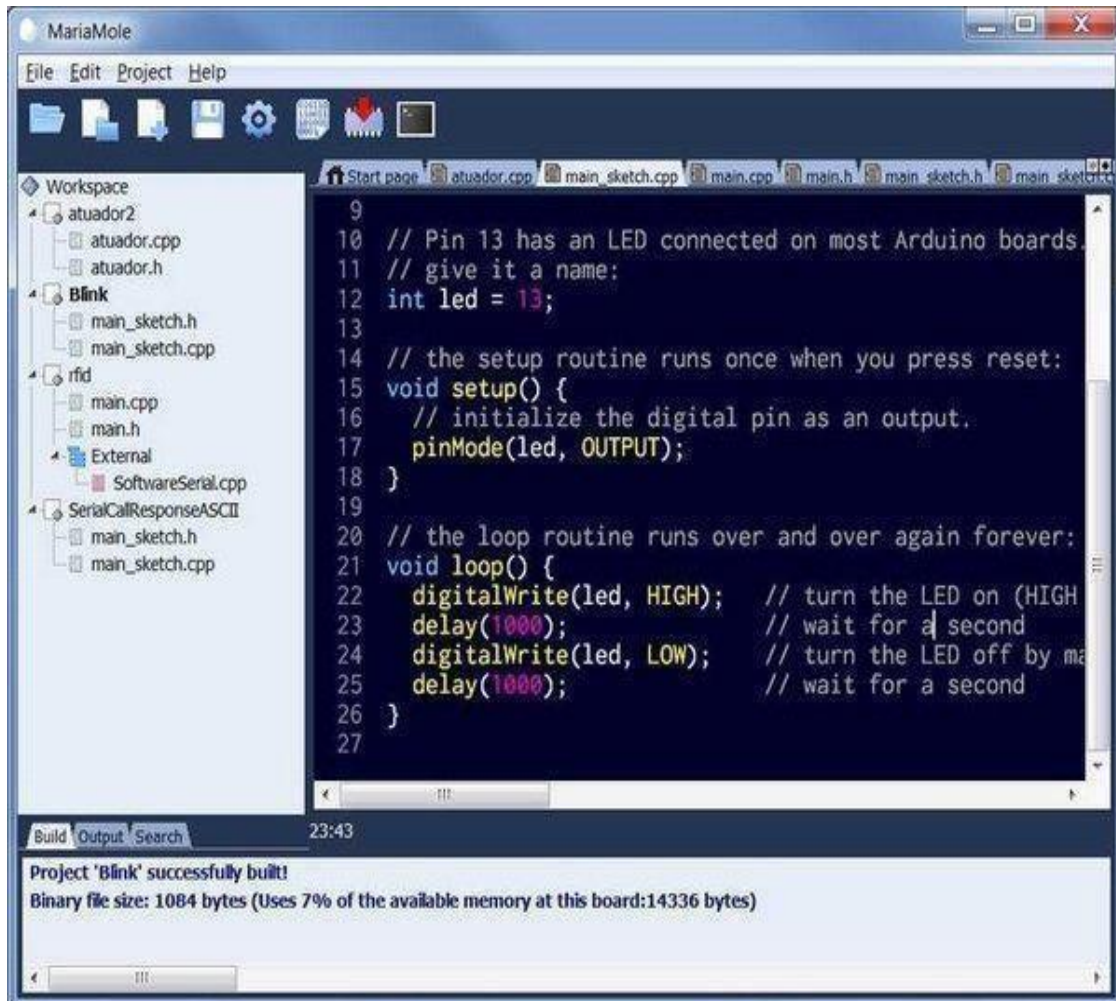 MariaMole
File Edit Project Help
Start page atuador.cpp main_sketch.cpp main.cpp main.h main_sketch.h
Workspace
atuador2
atuador.cpp
atuador.h
Blink
main_sketch.h
main_sketch.cpp
rfid
main.cpp
main.h
External
SoftwareSerial.cpp
SerialCallResponseASCII
main_sketch.h
main_sketch.cpp
9
10 // Pin 13 has an LED connected on most Arduino boards.
11 // give it a name:
12 int led = 13;
13
14 // the setup routine runs once when you press reset:
15 void setup() {
16 // initialize the digital pin as an output.
17 pinMode(led, OUTPUT);
18 }
19
20 // the loop routine runs over and over again forever:
21 void loop() {
22 digitalWrite(led, HIGH); // turn the LED on (HIGH
23 delay(1000); // wait for a second
24 digitalWrite(led, LOW); // turn the LED off by ma
25 delay(1000); // wait for a second
26 }
27
23:43
Build Output Search
Project 'Blink' successfully built!
Binary file size: 1084 bytes (Uses 7% of the available memory at this board:14336 bytes)